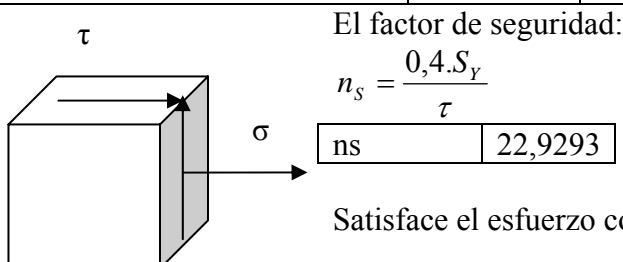 τ
El factor de seguridad:
n_S = 0,4.S_Y / τ
σ
ns 22,9293
Satisface el esfuerzo co